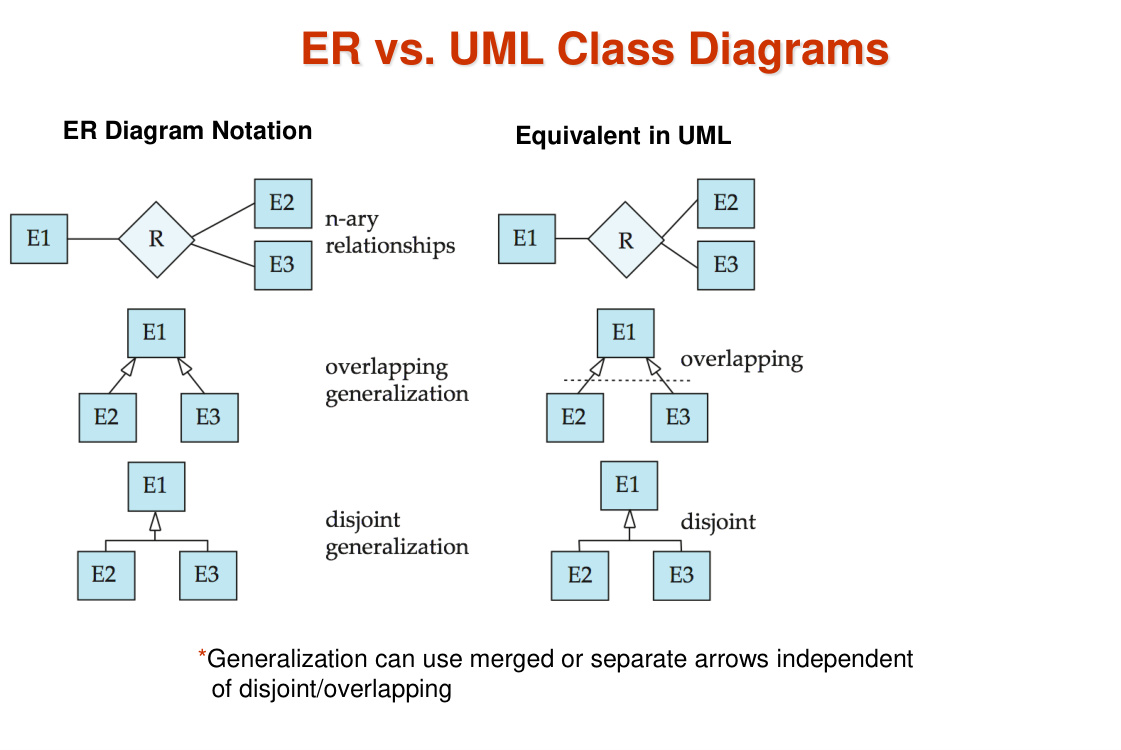 ER vs. UML Class Diagrams
ER Diagram Notation
Equivalent in UML
E1
R
E2
E3
n-ary
relationships
E1
R
E2
E3
E1
E2
E3
overlapping
generalization
E1
overlapping
E2
E3
E1
E2
E3
disjoint
generalization
E1
disjoint
E2
E3
*Generalization can use merged or separate arrows independent
of disjoint/overlapping